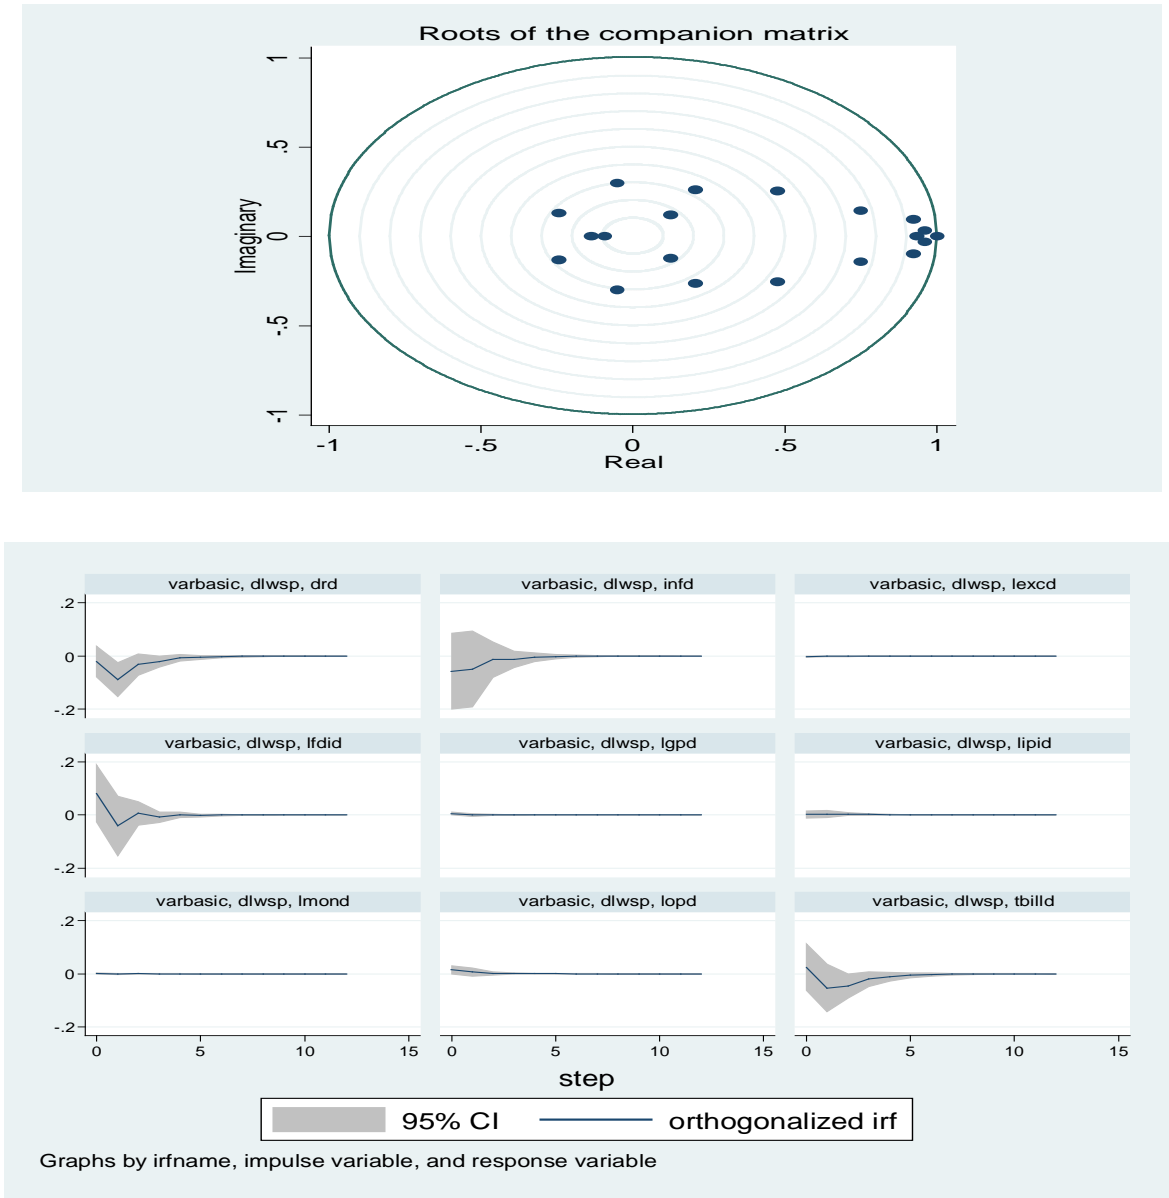 Roots of the companion matrix
1
.5
0
-.5
-1
Imaginary
-1 -.5 0 .5 1
Real
varbasic, dlwsp, drd varbasic, dlwsp, infd varbasic, dlwsp, lexcd
.2
0
-.2
varbasic, dlwsp, lfdid varbasic, dlwsp, lgpd varbasic, dlwsp, lipid
.2
0
-.2
varbasic, dlwsp, lmond varbasic, dlwsp, lopd varbasic, dlwsp, tbilld
.2
0
-.2
0 5 10 15 0 5 10 15 0 5 10 15
step
95% CI orthogonalized irf
Graphs by irfname, impulse variable, and response variable